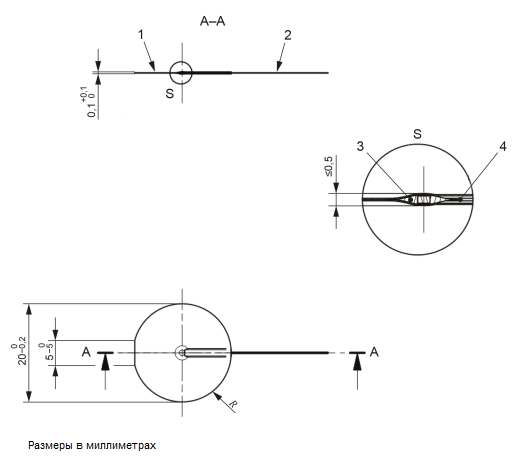 A–A
1
2
S
0,1 +0,1 0
S
3
4
≤0,5
20 0 –0,2
5 0 –5
A
A
R
Размеры в миллиметрах